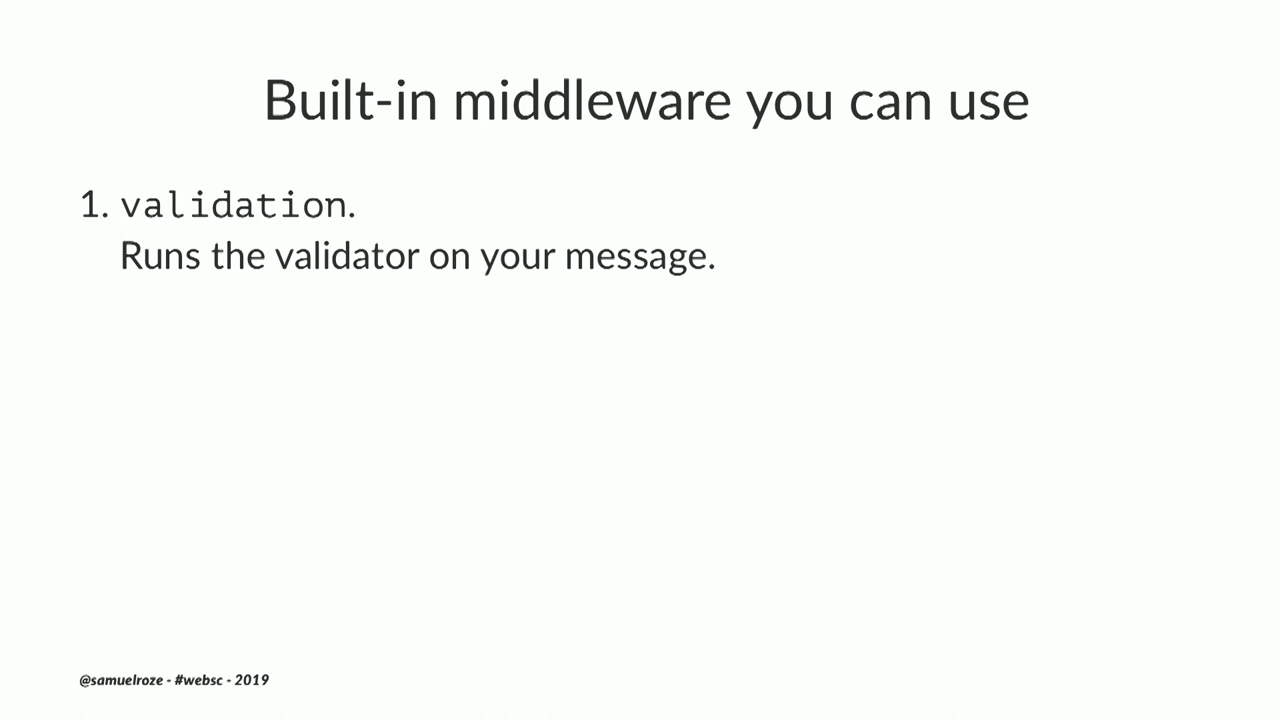 Built-in middleware you can use
1. validation.
Runs the validator on your message.
@samuelroze - #websc - 2019